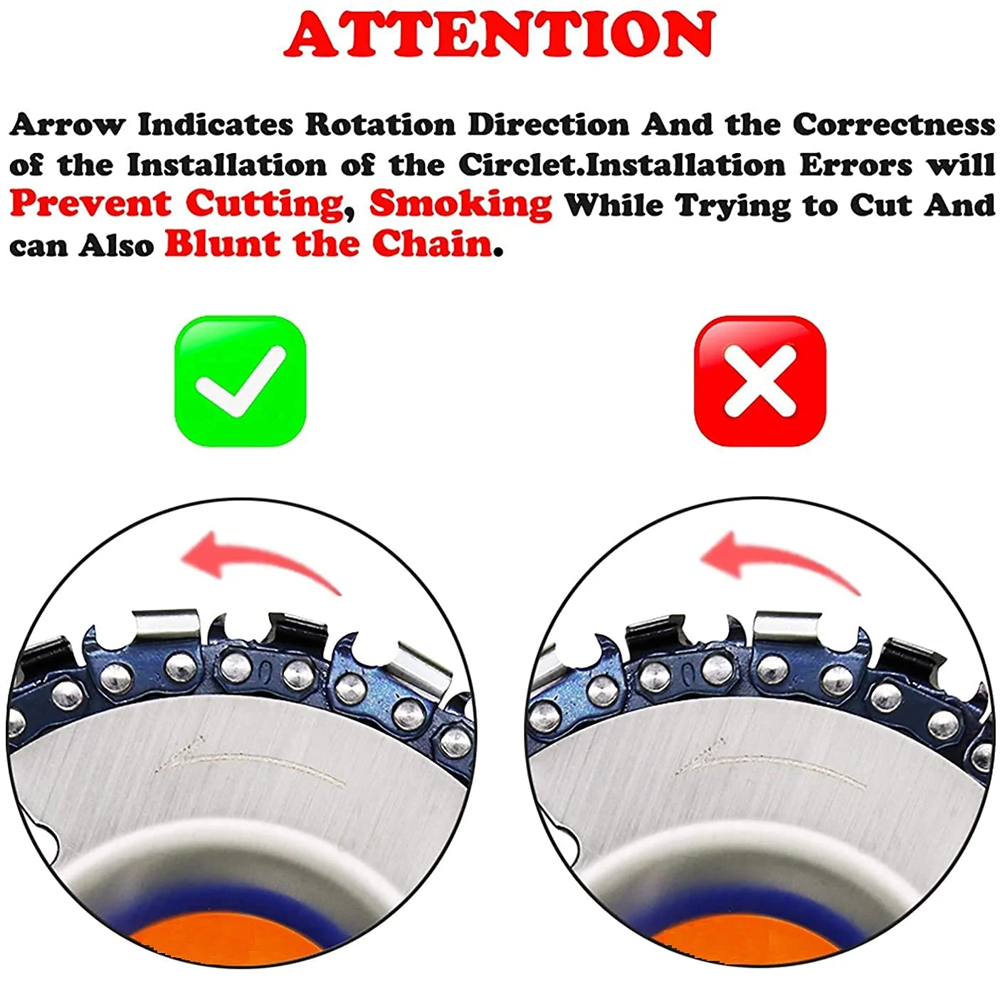 ATTENTION
Arrow Indicates Rotation Direction And the Correctness
of the Installation of the Circlet.Installation Errors will
Prevent Cutting, Smoking While Trying to Cut And
can Also Blunt the Chain.